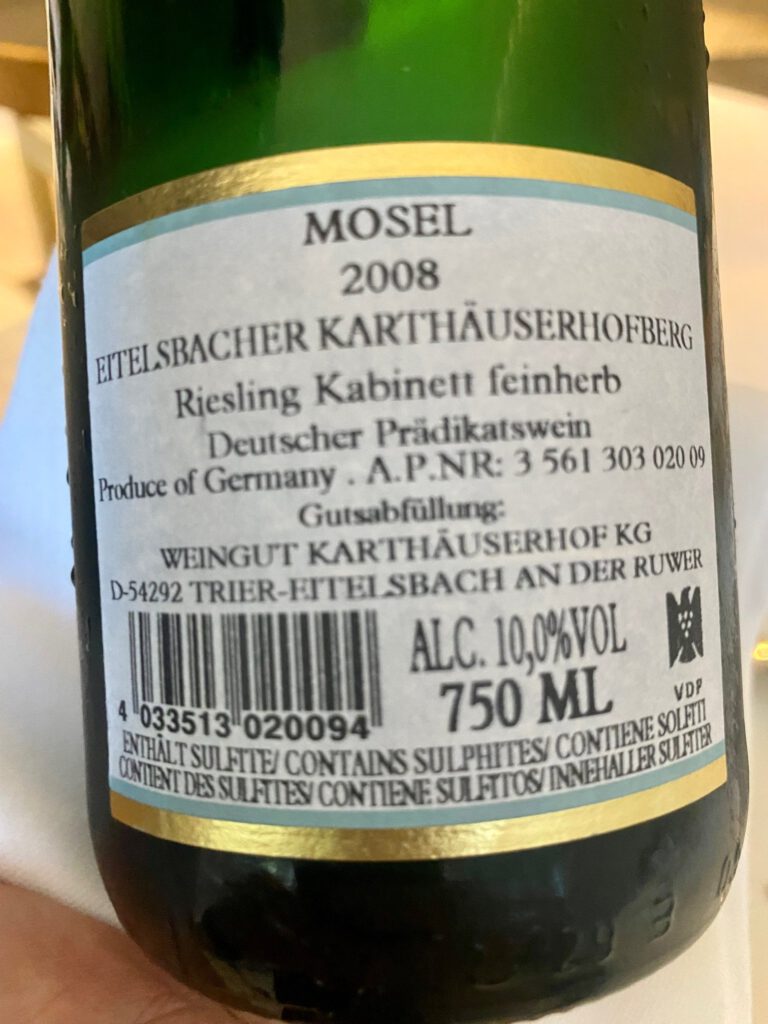 MOSEL
2008
EITELSBACHER KARTHÄUSERHOFBERG
Riesling Kabinett feinherb
Deutscher Prädikatswein
Produce of Germany . A.P.NR: 3 561 303 020 09
Gutsabfüllung:
WEINGUT KARTHÄUSERHOF KG
D-54292 TRIER-EITELSBACH AN DER RUWER
ALC. 10,0%VOL
750 ML
VDP
4 033513 020094
ENTHÄLT SULFITE/ CONTAINS SULPHITES/ CONTIENE SOLFITI
CONTIENT DES SULFITES/ CONTIENE SULFITOS/ INNEHALLER SULFITER